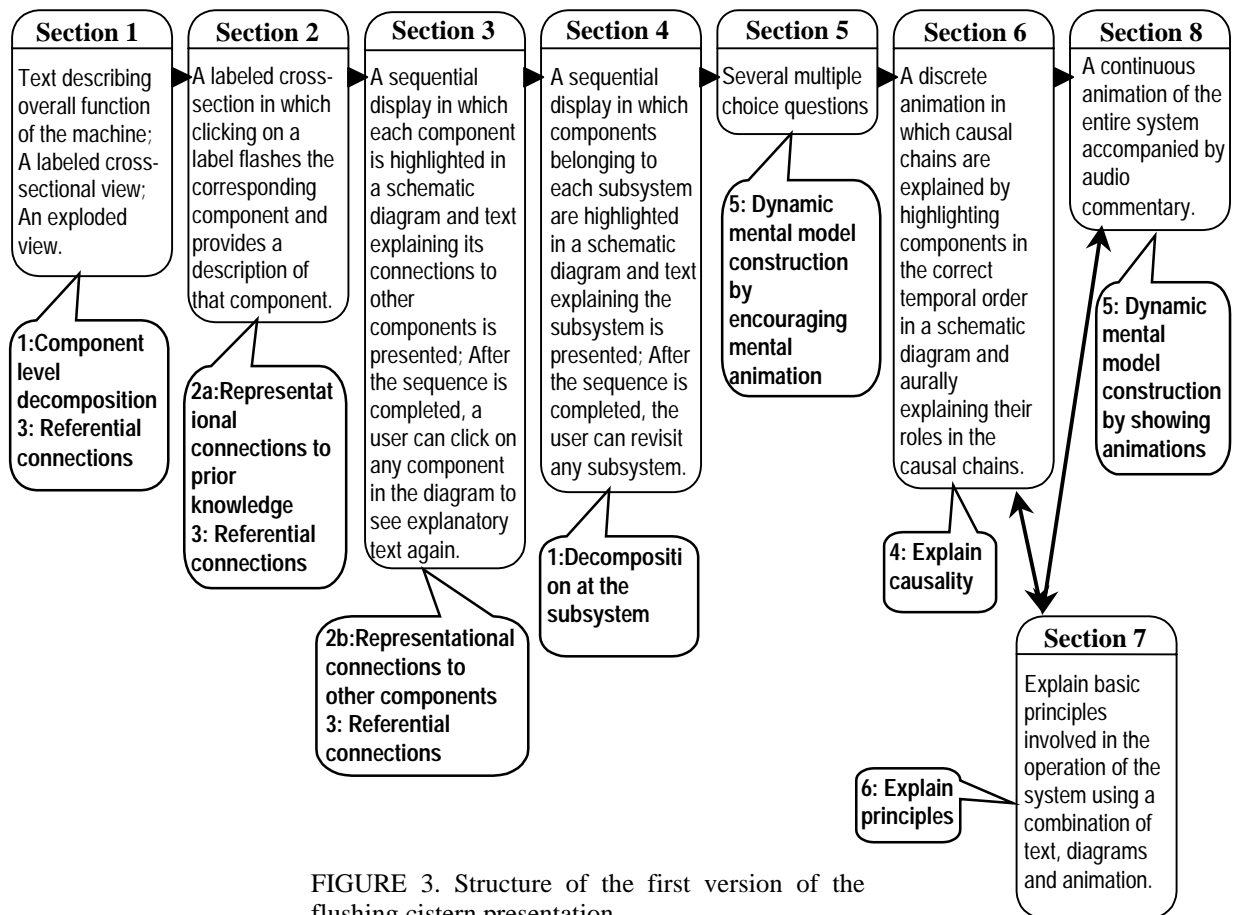 Section 1
Text describing
overall function
of the machine;
A labeled cross-
sectional view;
An exploded
view.
1:Component
level
decomposition
3: Referential
connections
Section 2
A labeled cross-
section in which
clicking on a
label flashes the
corresponding
component and
provides a
description of
that component.
2a:Representat
ional
connections to
prior
knowledge
3: Referential
connections
Section 3
A sequential
display in which
each component
is highlighted in
a schematic
diagram and text
explaining its
connections to
other
components is
presented; After
the sequence is
completed, a
user can click on
any component
in the diagram to
see explanatory
text again.
2b:Representational
connections to
other components
3: Referential
connections
Section 4
A sequential
display in which
components
belonging to
each subsystem
are highlighted
in a schematic
diagram and text
explaining the
subsystem is
presented; After
the sequence is
completed, the
user can revisit
any subsystem.
1:Decompositi
on at the
subsystem
Section 5
Several multiple
choice questions
5: Dynamic
mental model
construction
by
encouraging
mental
animation
Section 6
A discrete
animation in
which causal
chains are
explained by
highlighting
components in
the correct
temporal order
in a schematic
diagram and
aurally
explaining their
roles in the
causal chains.
4: Explain
causality
Section 8
A continuous
animation of the
entire system
accompanied by
audio
commentary.
5: Dynamic
mental
model
construction
by showing
animations
Section 7
Explain basic
principles
involved in the
operation of the
system using a
combination of
text, diagrams
and animation.
6: Explain
principles
FIGURE 3. Structure of the first version of the
flushing cistern presentation